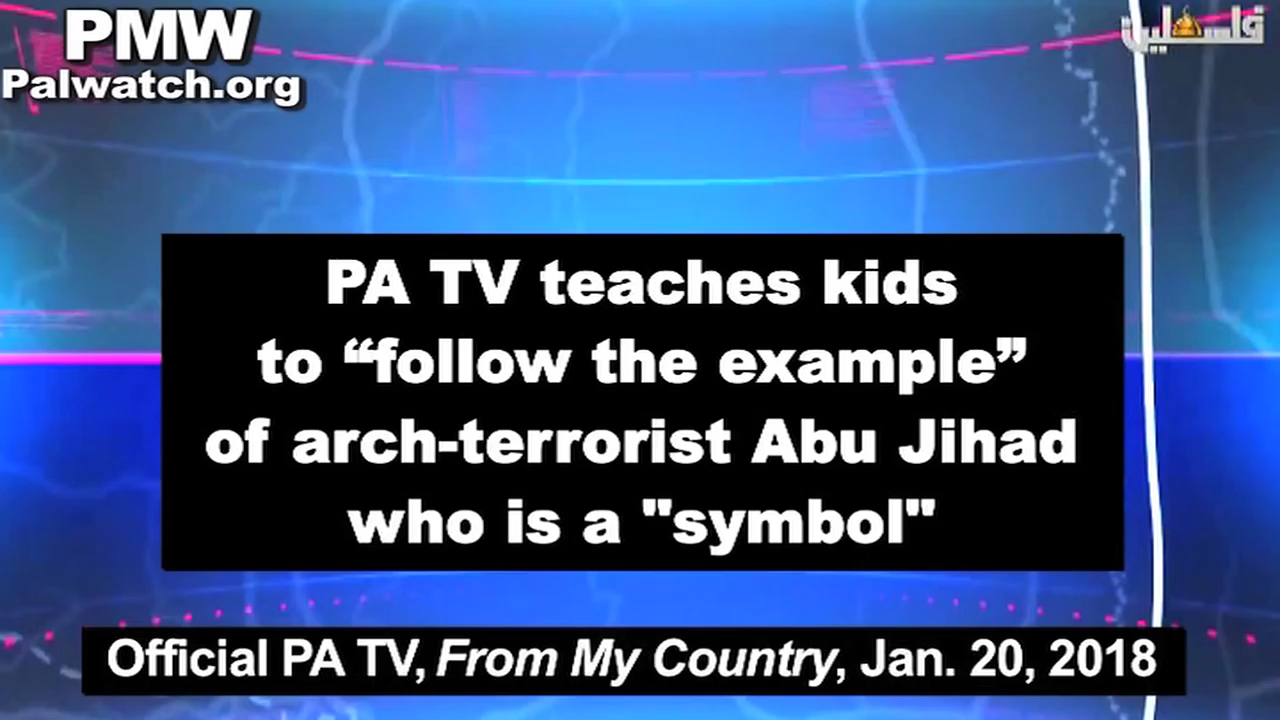 PMW
Palwatch.org
فلسطين
PA TV teaches kids
to “follow the example”
of arch-terrorist Abu Jihad
who is a "symbol"
Official PA TV, From My Country, Jan. 20, 2018